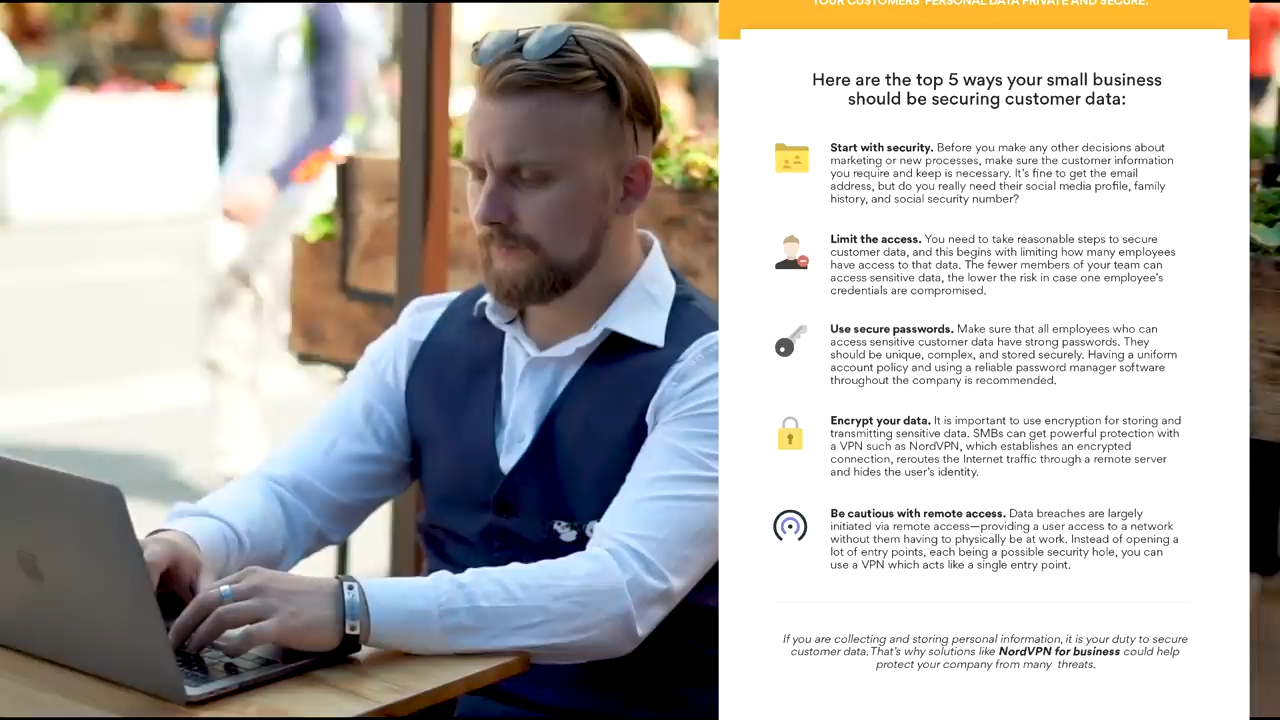 YOUR CUSTOMERS' PERSONAL DATA PRIVATE AND SECURE.
Here are the top 5 ways your small business
should be securing customer data:
Start with security. Before you make any other decisions about
marketing or new processes, make sure the customer information
you require and keep is necessary. It's fine to get the email
address, but do you really need their social media profile, family
history, and social security number?
Limit the access. You need to take reasonable steps to secure
customer data, and this begins with limiting how many employees
have access to that data. The fewer members of your team can
access sensitive data, the lower the risk in case one employee's
credentials are compromised.
Use secure passwords. Make sure that all employees who can
access sensitive customer data have strong passwords. They
should be unique, complex, and stored securely. Having a uniform
account policy and using a reliable password manager software
throughout the company is recommended.
Encrypt your data. It is important to use encryption for storing and
transmitting sensitive data. SMBs can get powerful protection with
a VPN such as NordVPN, which establishes an encrypted
connection, reroutes the Internet traffic through a remote server
and hides the user's identity.
Be cautious with remote access. Data breaches are largely
initiated via remote access—providing a user access to a network
without them having to physically be at work. Instead of opening a
lot of entry points, each being a possible security hole, you can
use a VPN which acts like a single entry point.
If you are collecting and storing personal information, it is your duty to secure
customer data. That's why solutions like NordVPN for business could help
protect your company from many threats.